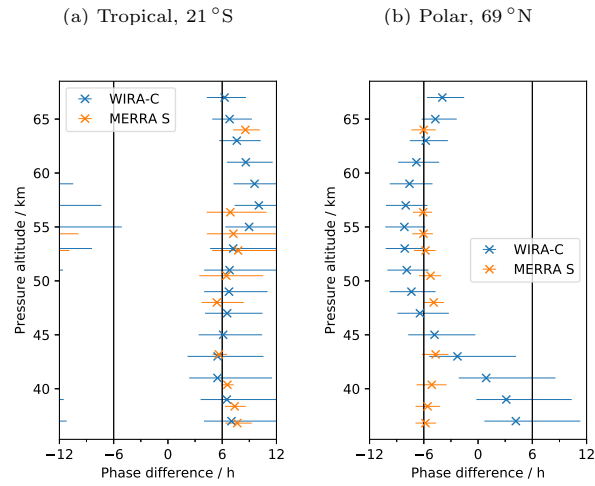 (a) Tropical, 21 °S
(b) Polar, 69 °N
WIRA-C
MERRA S
65
60
55
50
45
40
Pressure altitude / km
−12 −6 0 6 12
Phase difference / h
WIRA-C
MERRA S
65
60
55
50
45
40
Pressure altitude / km
−12 −6 0 6 12
Phase difference / h